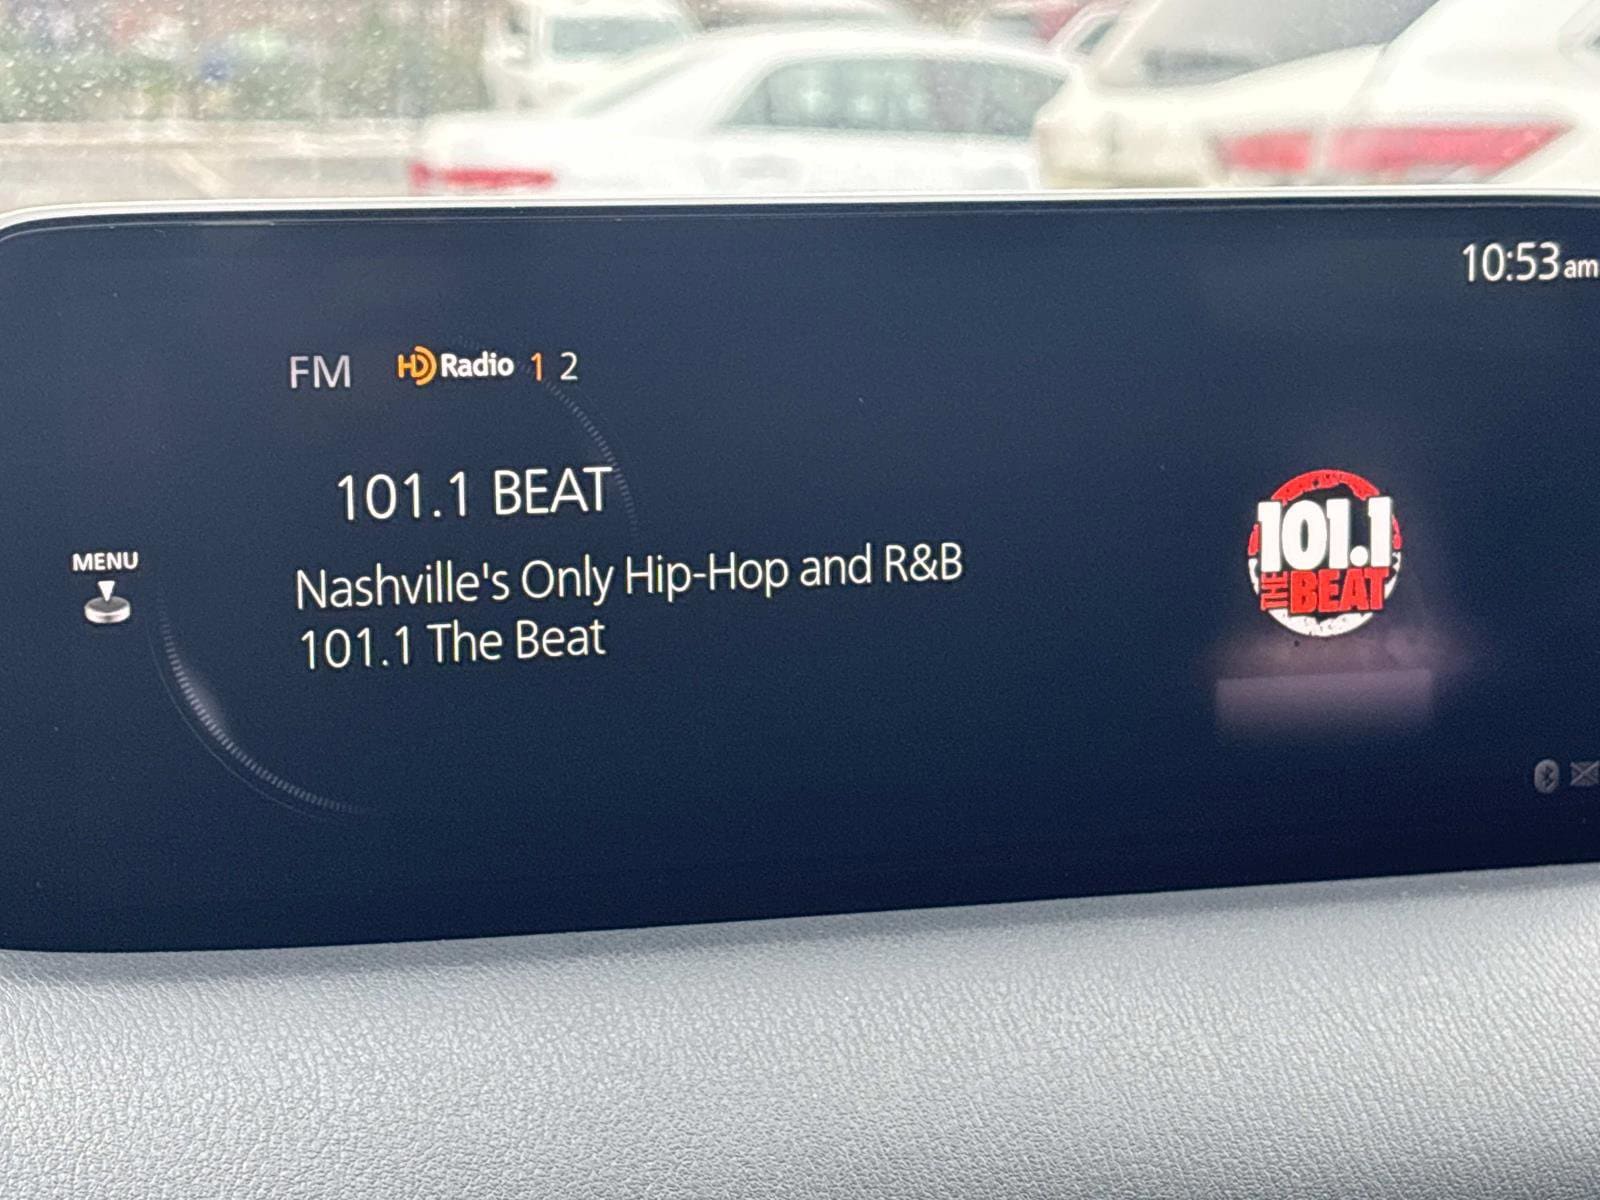 10:53am
FM HD Radio 1 2
101.1 BEAT
MENU
Nashville's Only Hip-Hop and R&B
101.1 The Beat
101.1
THE BEAT